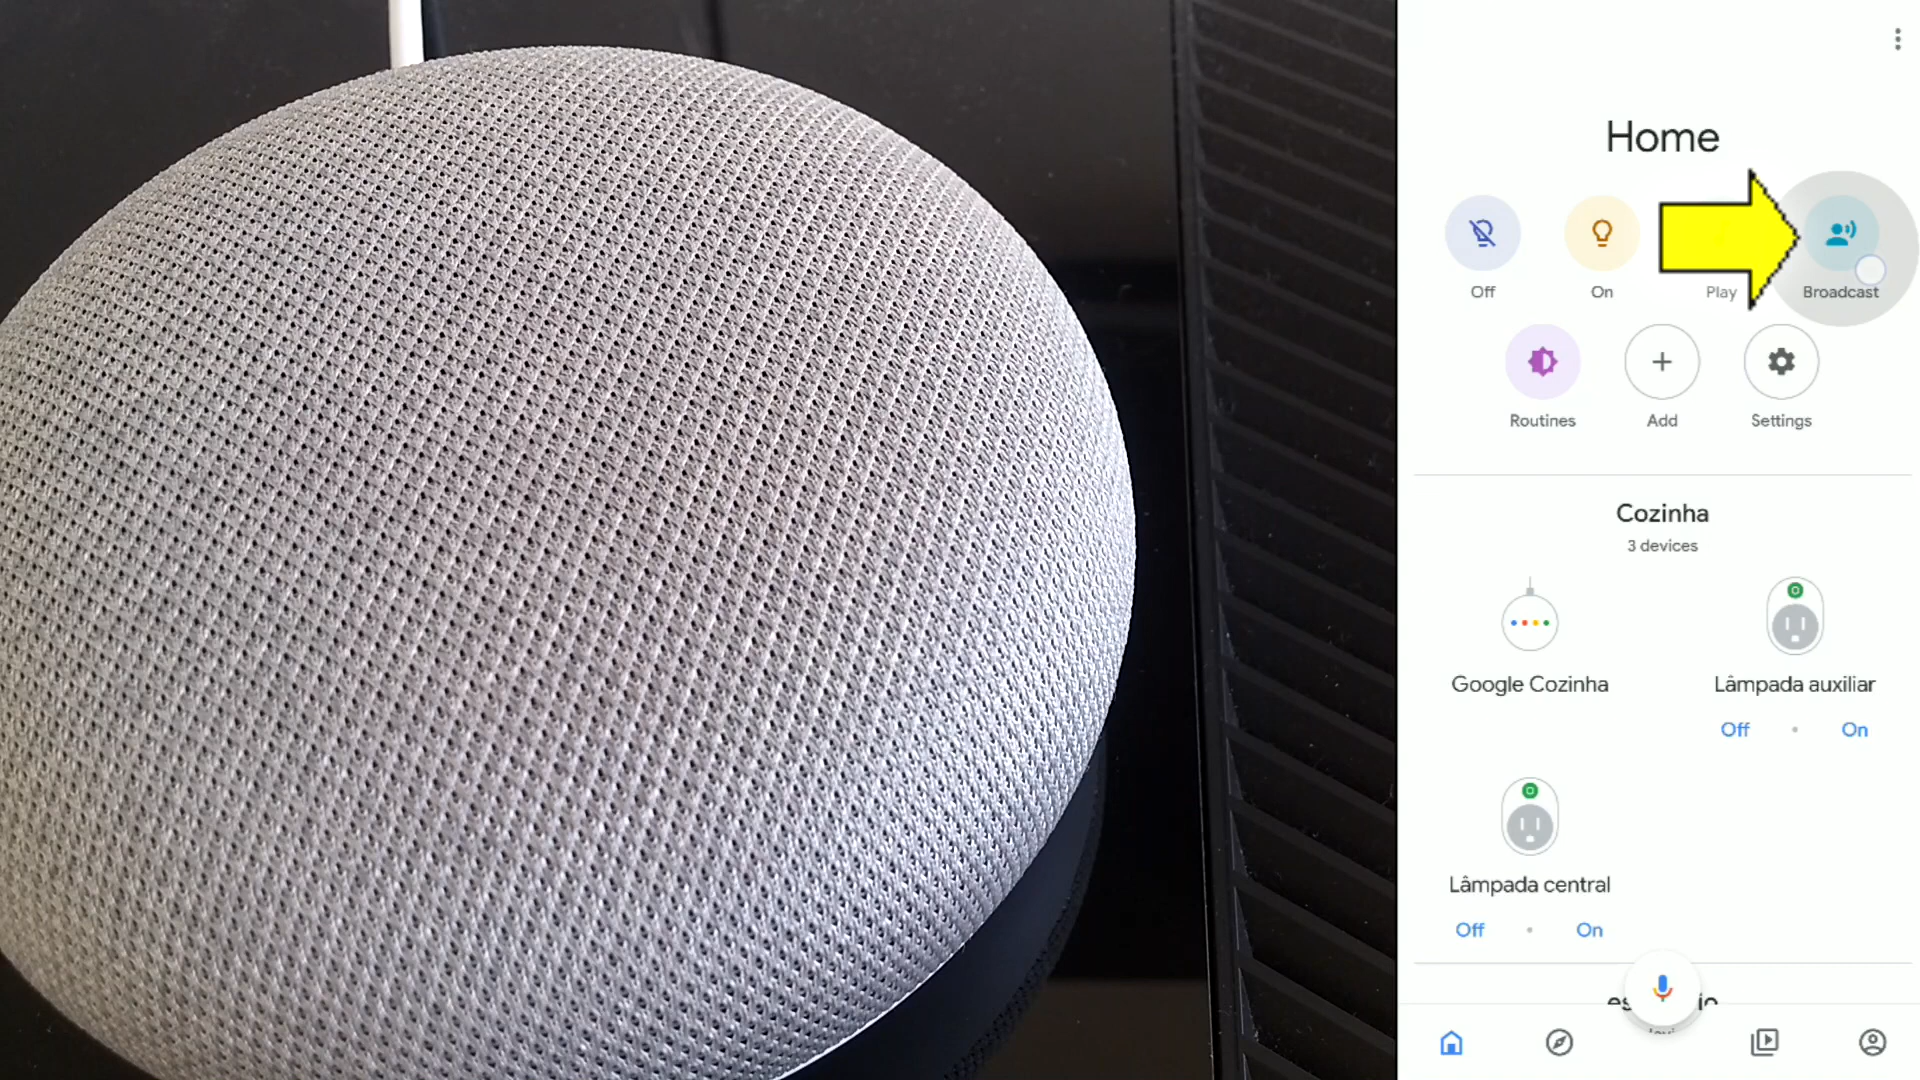 Home
Off
On
Play
Broadcast
Routines
Add
Settings
Cozinha
3 devices
Google Cozinha
Lâmpada auxiliar
Off
On
Lâmpada central
Off
On